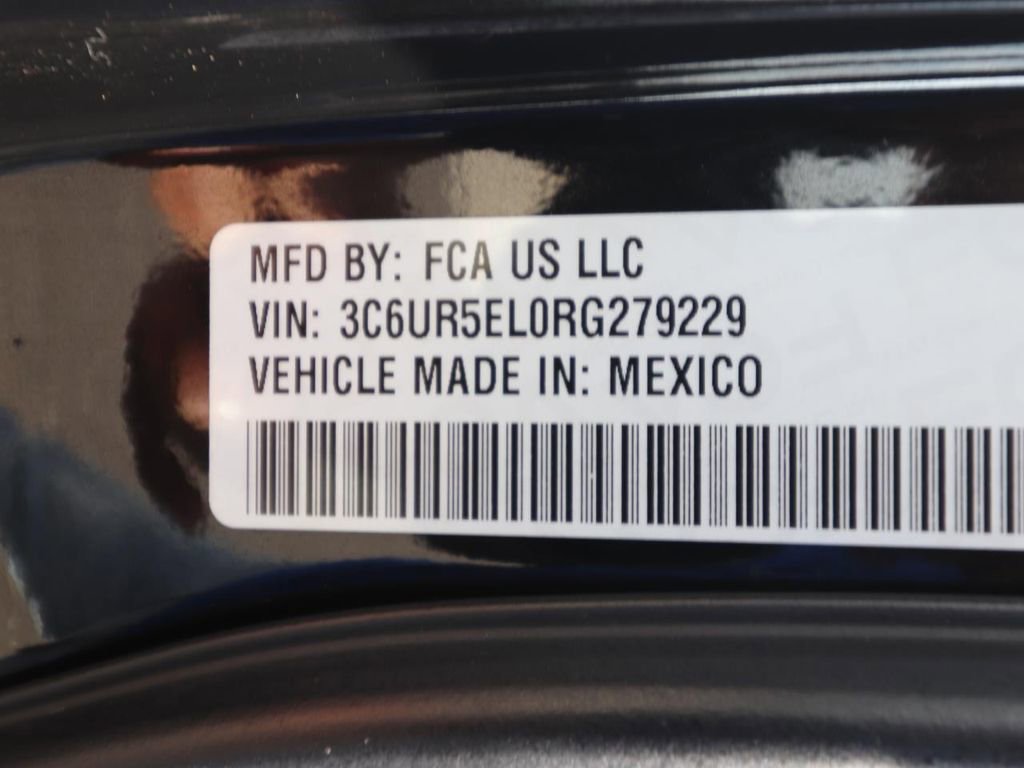 MFD BY: FCA US LLC
VIN: 3C6UR5EL0RG279229
VEHICLE MADE IN: MEXICO